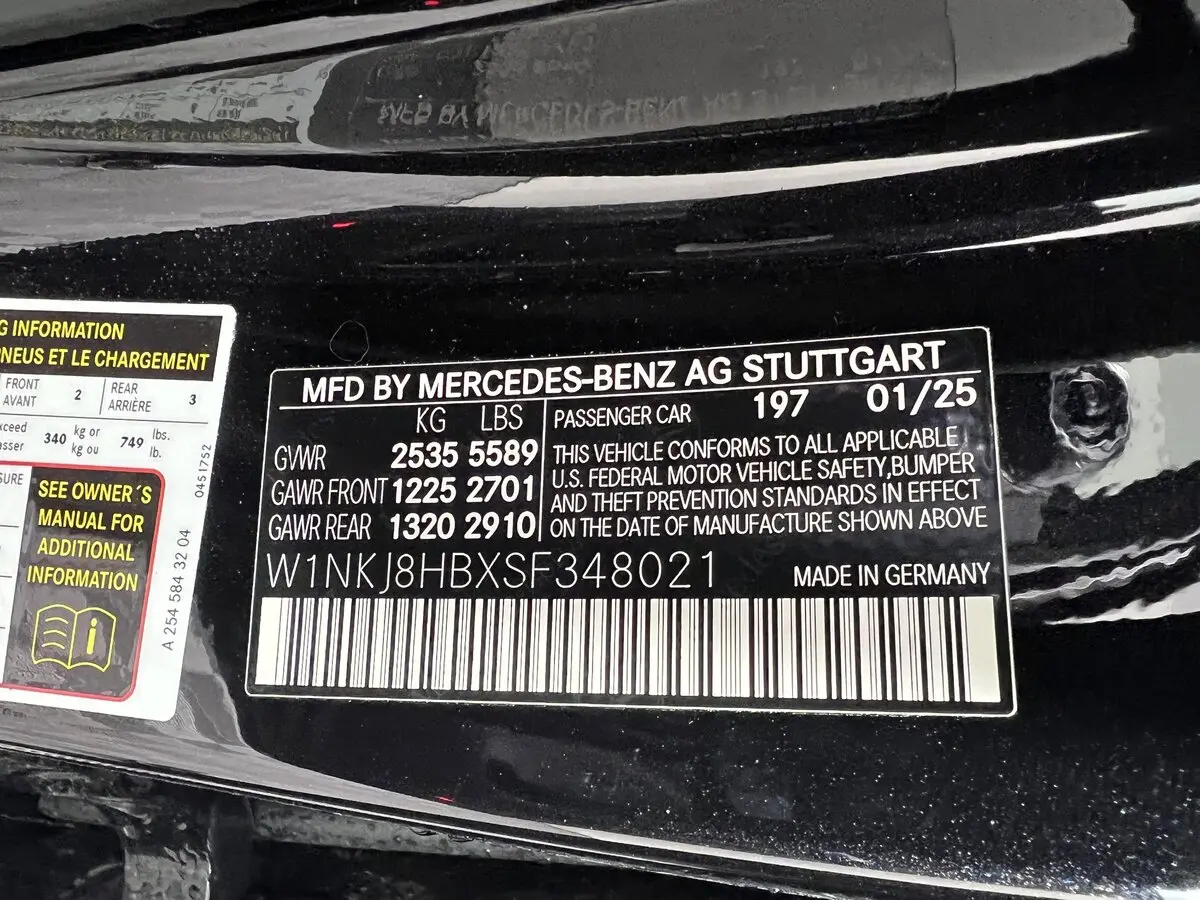 G INFORMATION
NEUS ET LE CHARGEMENT
FRONT
AVANT
2
REAR
ARRIÈRE
3
xceed
asser
340
kg or
kg ou
749
lbs.
lb.
SURE
SEE OWNER´S
MANUAL FOR
ADDITIONAL
INFORMATION
0451752
A 254 584 32 04
MFD BY MERCEDES-BENZ AG STUTTGART
KG LBS
GVWR 2535 5589
GAWR FRONT 1225 2701
GAWR REAR 1320 2910
PASSENGER CAR 197 01/25
THIS VEHICLE CONFORMS TO ALL APPLICABLE
U.S. FEDERAL MOTOR VEHICLE SAFETY,BUMPER
AND THEFT PREVENTION STANDARDS IN EFFECT
ON THE DATE OF MANUFACTURE SHOWN ABOVE
W1NKJ8HBXSF348021
MADE IN GERMANY